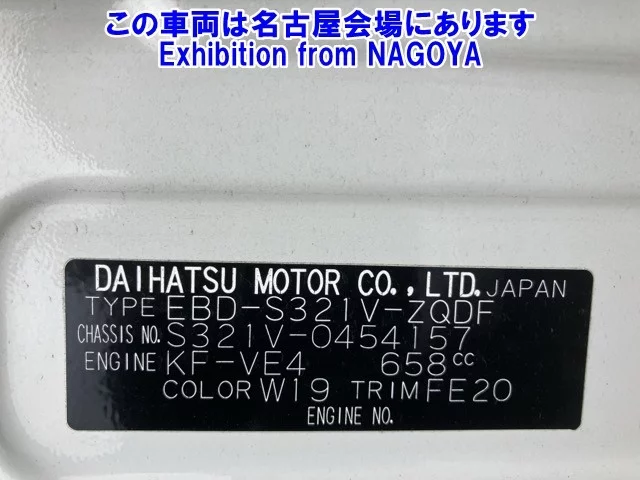 この車両は名古屋会場にあります
Exhibition from NAGOYA
DAIHATSU MOTOR CO.,LTD. JAPAN
TYPE EBD-S321V-ZQDF
CHASSIS NO. S321V-0454157
ENGINE KF-VE4 658cc
COLOR W19 TRIM FE20
ENGINE NO.